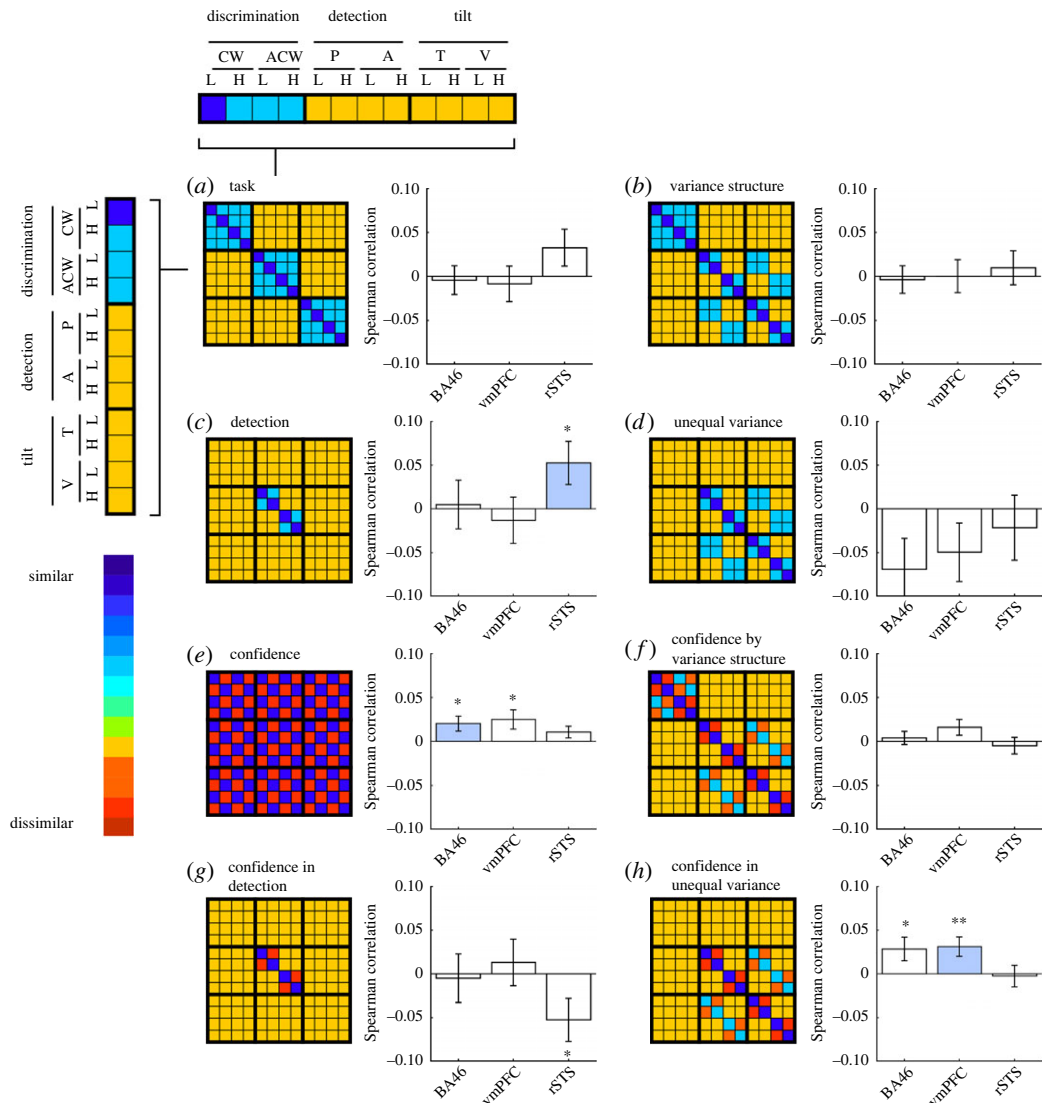 discrimination detection tilt
CW ACW P A T V
L H L H L H L H L H L H
discrimination
CW
ACW
L
H
L
H
detection
P
A
L
H
L
H
tilt
T
V
L
H
L
H
similar
dissimilar
(a) task
Spearman correlation
0.10
0.05
0
−0.05
−0.10
BA46 vmPFC rSTS
(b) variance structure
Spearman correlation
0.10
0.05
0
−0.05
−0.10
BA46 vmPFC rSTS
(c) detection
Spearman correlation
0.10
0.05
0
−0.05
−0.10
*
BA46 vmPFC rSTS
(d) unequal variance
Spearman correlation
0.10
0.05
0
−0.05
−0.10
BA46 vmPFC rSTS
(e) confidence
Spearman correlation
0.10
0.05
0
−0.05
−0.10
* *
BA46 vmPFC rSTS
(f) confidence by
variance structure
Spearman correlation
0.10
0.05
0
−0.05
−0.10
BA46 vmPFC rSTS
(g) confidence in
detection
Spearman correlation
0.10
0.05
0
−0.05
−0.10
*
BA46 vmPFC rSTS
(h) confidence in
unequal variance
Spearman correlation
0.10
0.05
0
−0.05
−0.10
* **
BA46 vmPFC rSTS